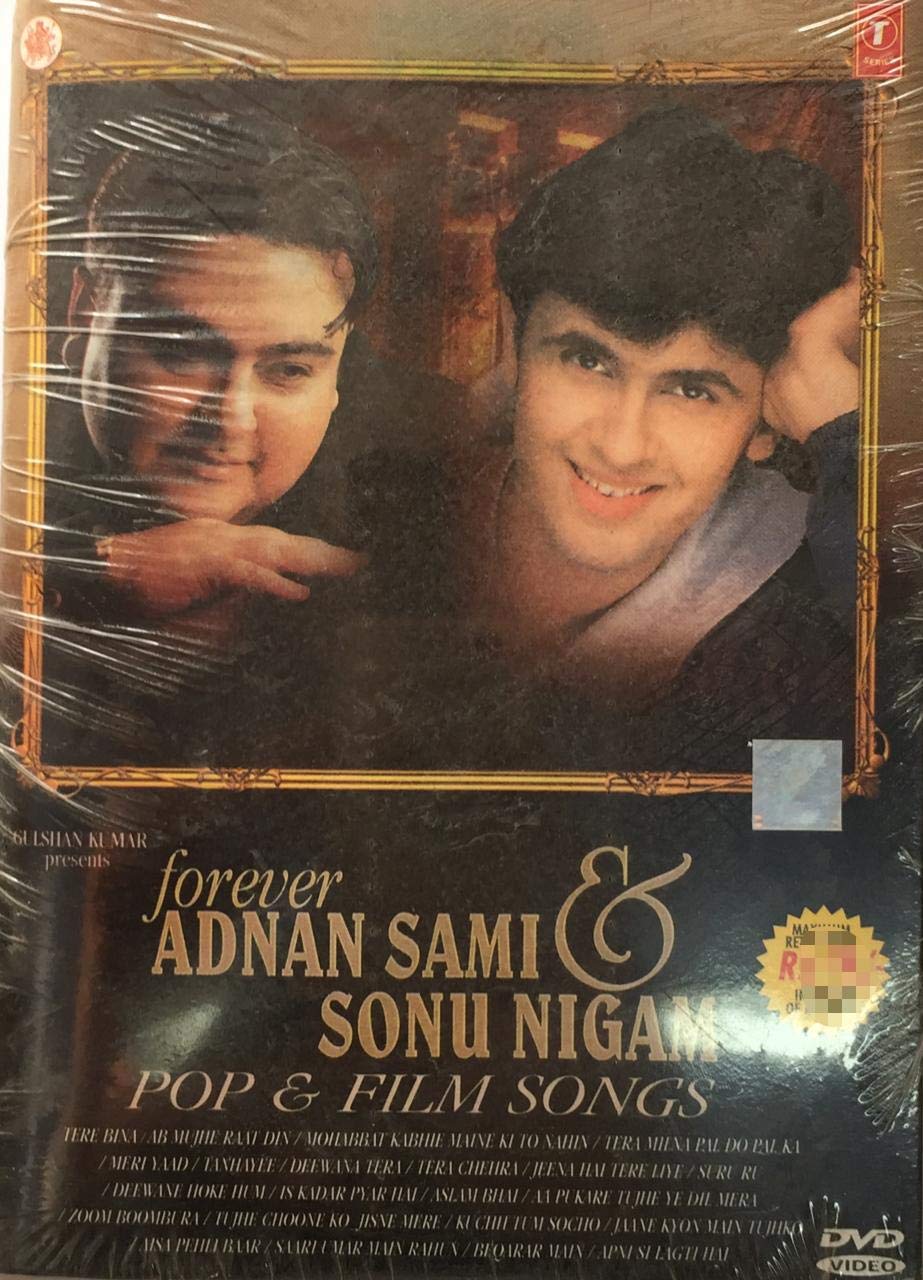 T
SERIES
GULSHAN KUMAR
presents
forever
ADNAN SAMI &
SONU NIGAM
POP & FILM SONGS
TERE BINA / AB MUJHE RAAT DIN / MOHABBAT KABHIE MAINE KI TO NAHIN / TERA MILNA PAL DO PAL KA
/ MERI YAAD / TANHAYEE / DEEWANA TERA / TERA CHEHRA / JEENA HAI TERE LIYE / SURU RU
/ DEEWANE HOKE HUM / IS KADAR PYAR HAI / ASLAM BHAI / AA PUKARE TUJHE YE DIL MERA
/ ZOOM BOOMBURA / TUJHE CHOONE KO JISNE MERE / KUCHH TUM SOCHO / JAANE KYON MAIN TUJHKO
/ AISA PEHLI BAAR / SAARI UMAR MAIN RAHUN / BEQARAR MAIN / APNI SI LAGTI HAI
DVD
VIDEO